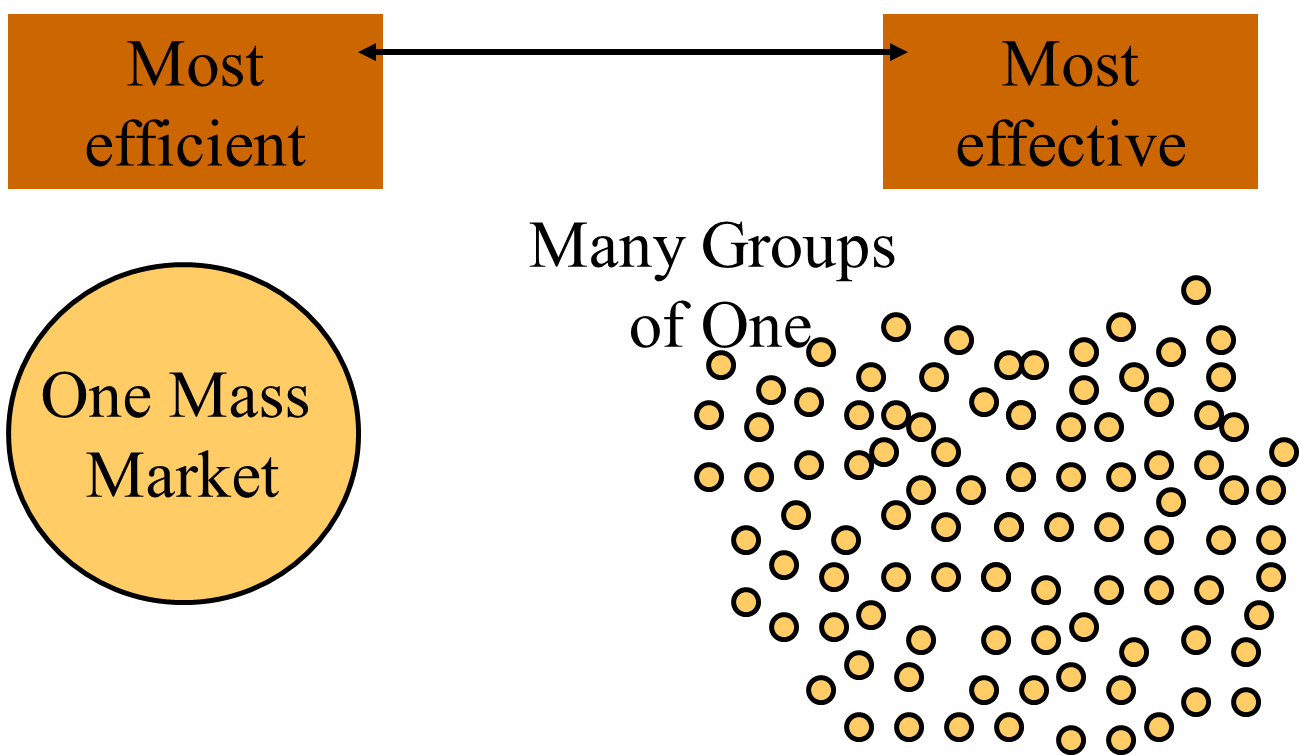 Most
efficient
Most
effective
Many Groups
of One
One Mass
Market